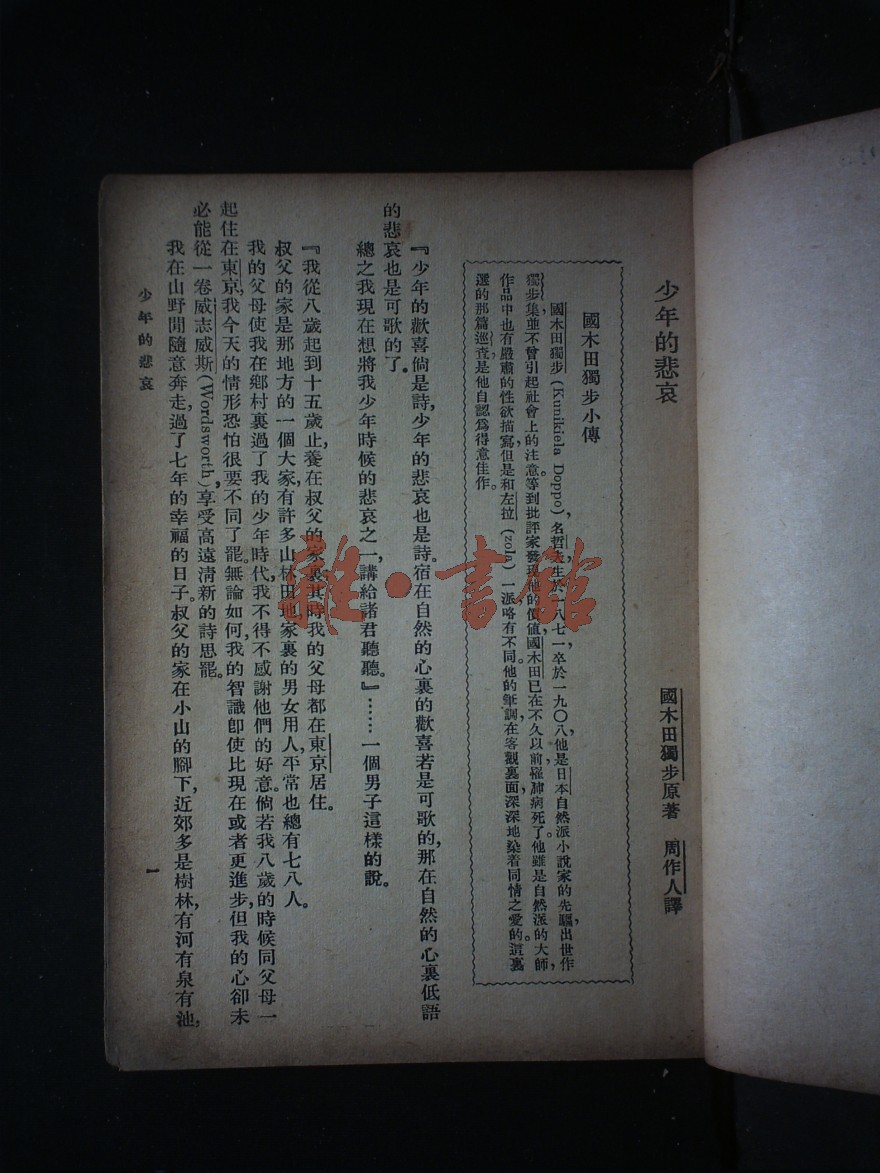 少年的悲哀
國木田獨步原著　周作人譯
國木田獨步小傳
國木田獨步(Kunikiela Doppo)，名哲夫，生於一八七一，卒於一九〇八，他是日本自然派小說家的先驅，出世作
獨步集，並不曾引起社會上的注意。等到批評家發現他的價值，國木田已在不久以前，罹肺病死了。他雖是自然派的大師，
作品中也有嚴肅的性欲描寫，但是和左拉(zola)一派咯有不同。他的筆調，在客觀裏面，深深地染着同情之愛的。這裏
選的那篇巡查，是他自認爲得意佳作。
『少年的歡喜倘是詩，少年的悲哀也是詩。宿在自然的心裏的歡喜若是可歌的，那在自然的心裏低語
的悲哀也是可歌的了。
總之我現在想將我少年時候的悲哀之一，講給諸君聽聽。』……一個男子這樣的說。
『我從八歲起到十五歲止，養在叔父的家裏，其時我的父母都在東京居住。
叔父的家是那地方的一個大家，有許多山林田地，家裏的男女用人，平常也總有七八人。
我的父母使我在鄉村裏過了我的少年時代，我不得不感謝他們的好意。倘若我八歲的時候同父母一
起住在東京，我今天的情形恐怕很要不同了罷。無論如何，我的智識卽使比現在或者更進步，但我的心卻未
必能從一卷威志威斯(Wordsworth)，享受高遠清新的詩思罷。
我在山野間隨意奔走，過了七年的幸福的日子。叔父的家在小山的腳下，近郊多是樹林，有河有泉有池，
少年的悲哀
一
雜·書館